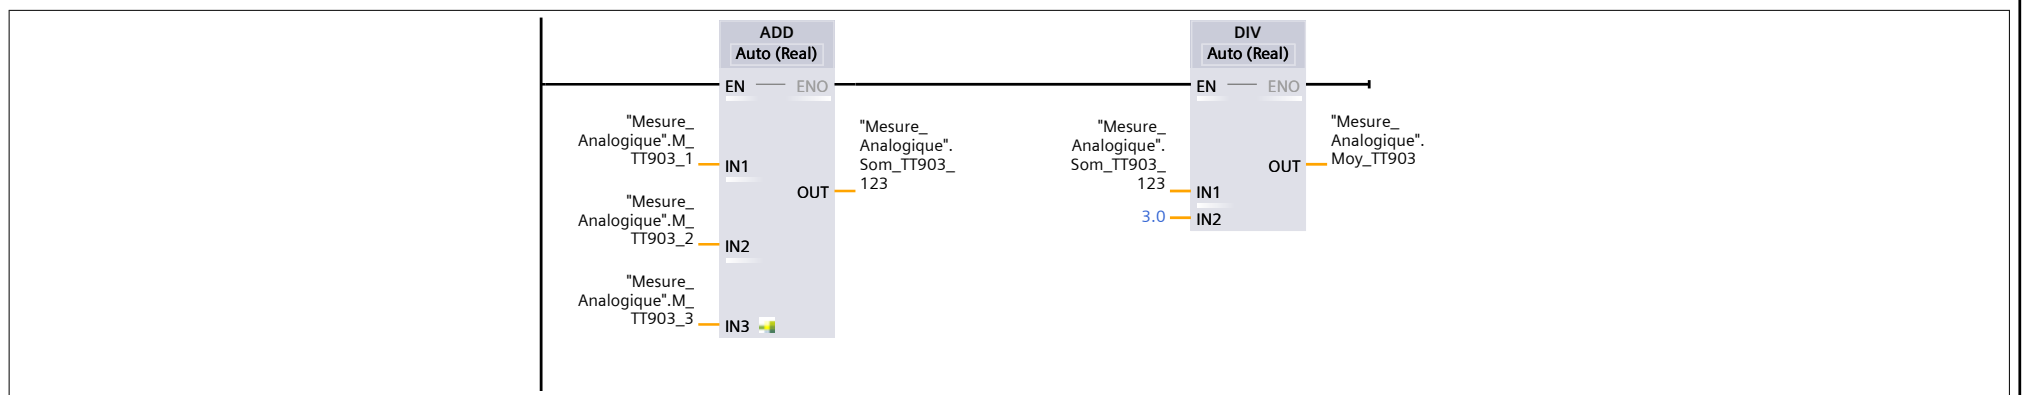 ADD
Auto (Real)
EN
ENO
"Mesure_
Analogique".M_
TT903_1
IN1
"Mesure_
Analogique".M_
TT903_2
IN2
"Mesure_
Analogique".M_
TT903_3
IN3
OUT
"Mesure_
Analogique".
Som_TT903_
123
DIV
Auto (Real)
EN
ENO
"Mesure_
Analogique".
Som_TT903_
123
IN1
3.0
IN2
OUT
"Mesure_
Analogique".
Moy_TT903